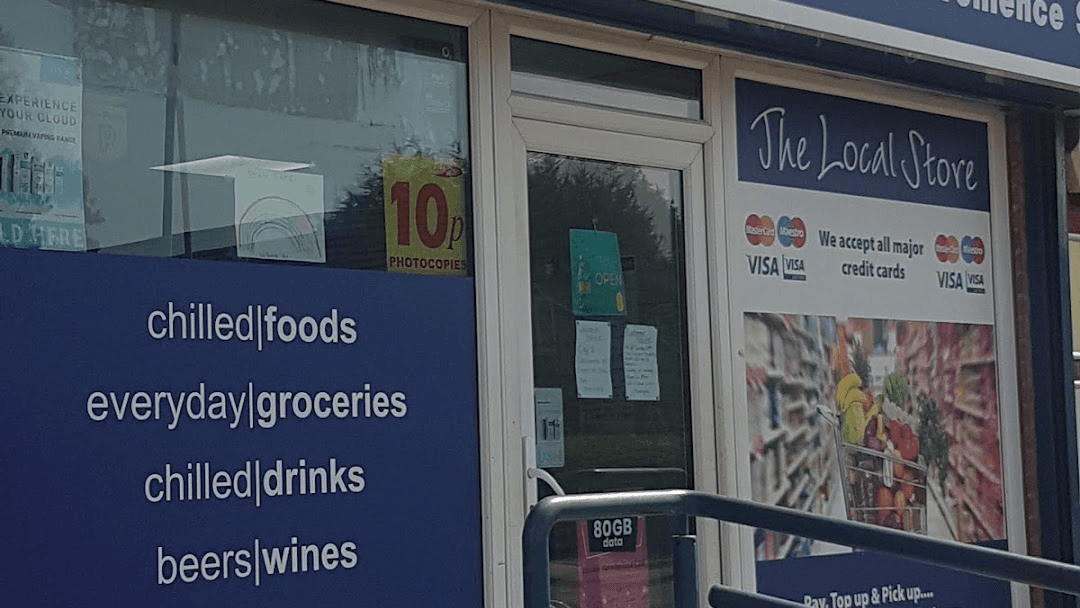 EXPERIENCE
YOUR CLOUD
PREMIUM VAPING RANGE
HERE
10p
PHOTOCOPIES
chilled|foods
everyday|groceries
chilled|drinks
beers|wines
OPEN
80GB
data
The Local Store
MasterCard Maestro
VISA VISA
We accept all major
credit cards
MasterCard Maestro
VISA VISA
Pay, Top up & Pick up....